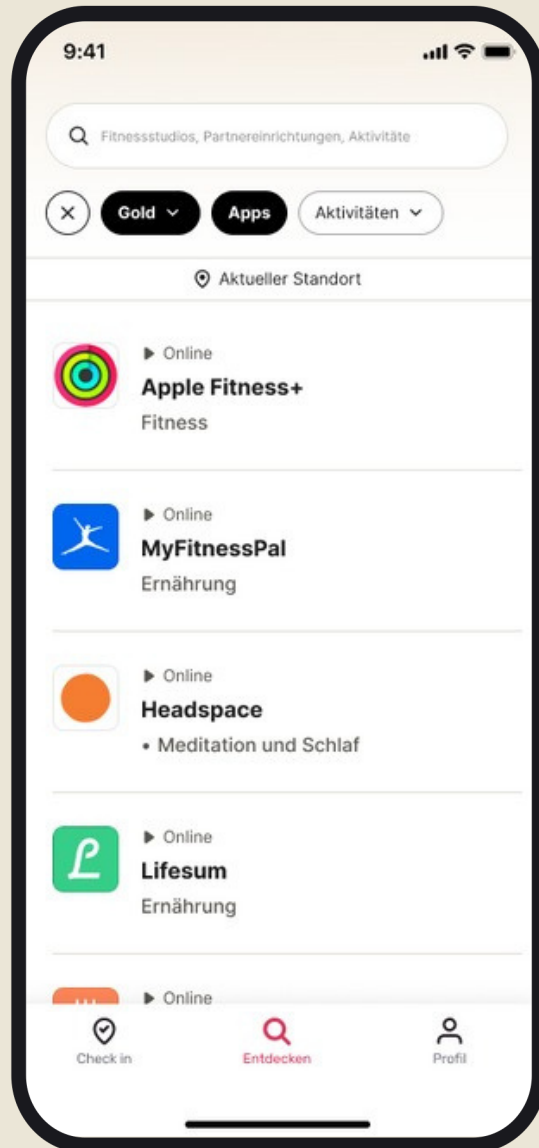 9:41
Fitnessstudios, Partnereinrichtungen, Aktivitäte
Gold Apps Aktivitäten
Aktueller Standort
Online
Apple Fitness+
Fitness
Online
MyFitnessPal
Ernährung
Online
Headspace
• Meditation und Schlaf
Online
Lifesum
Ernährung
Online
Check in Entdecken Profil